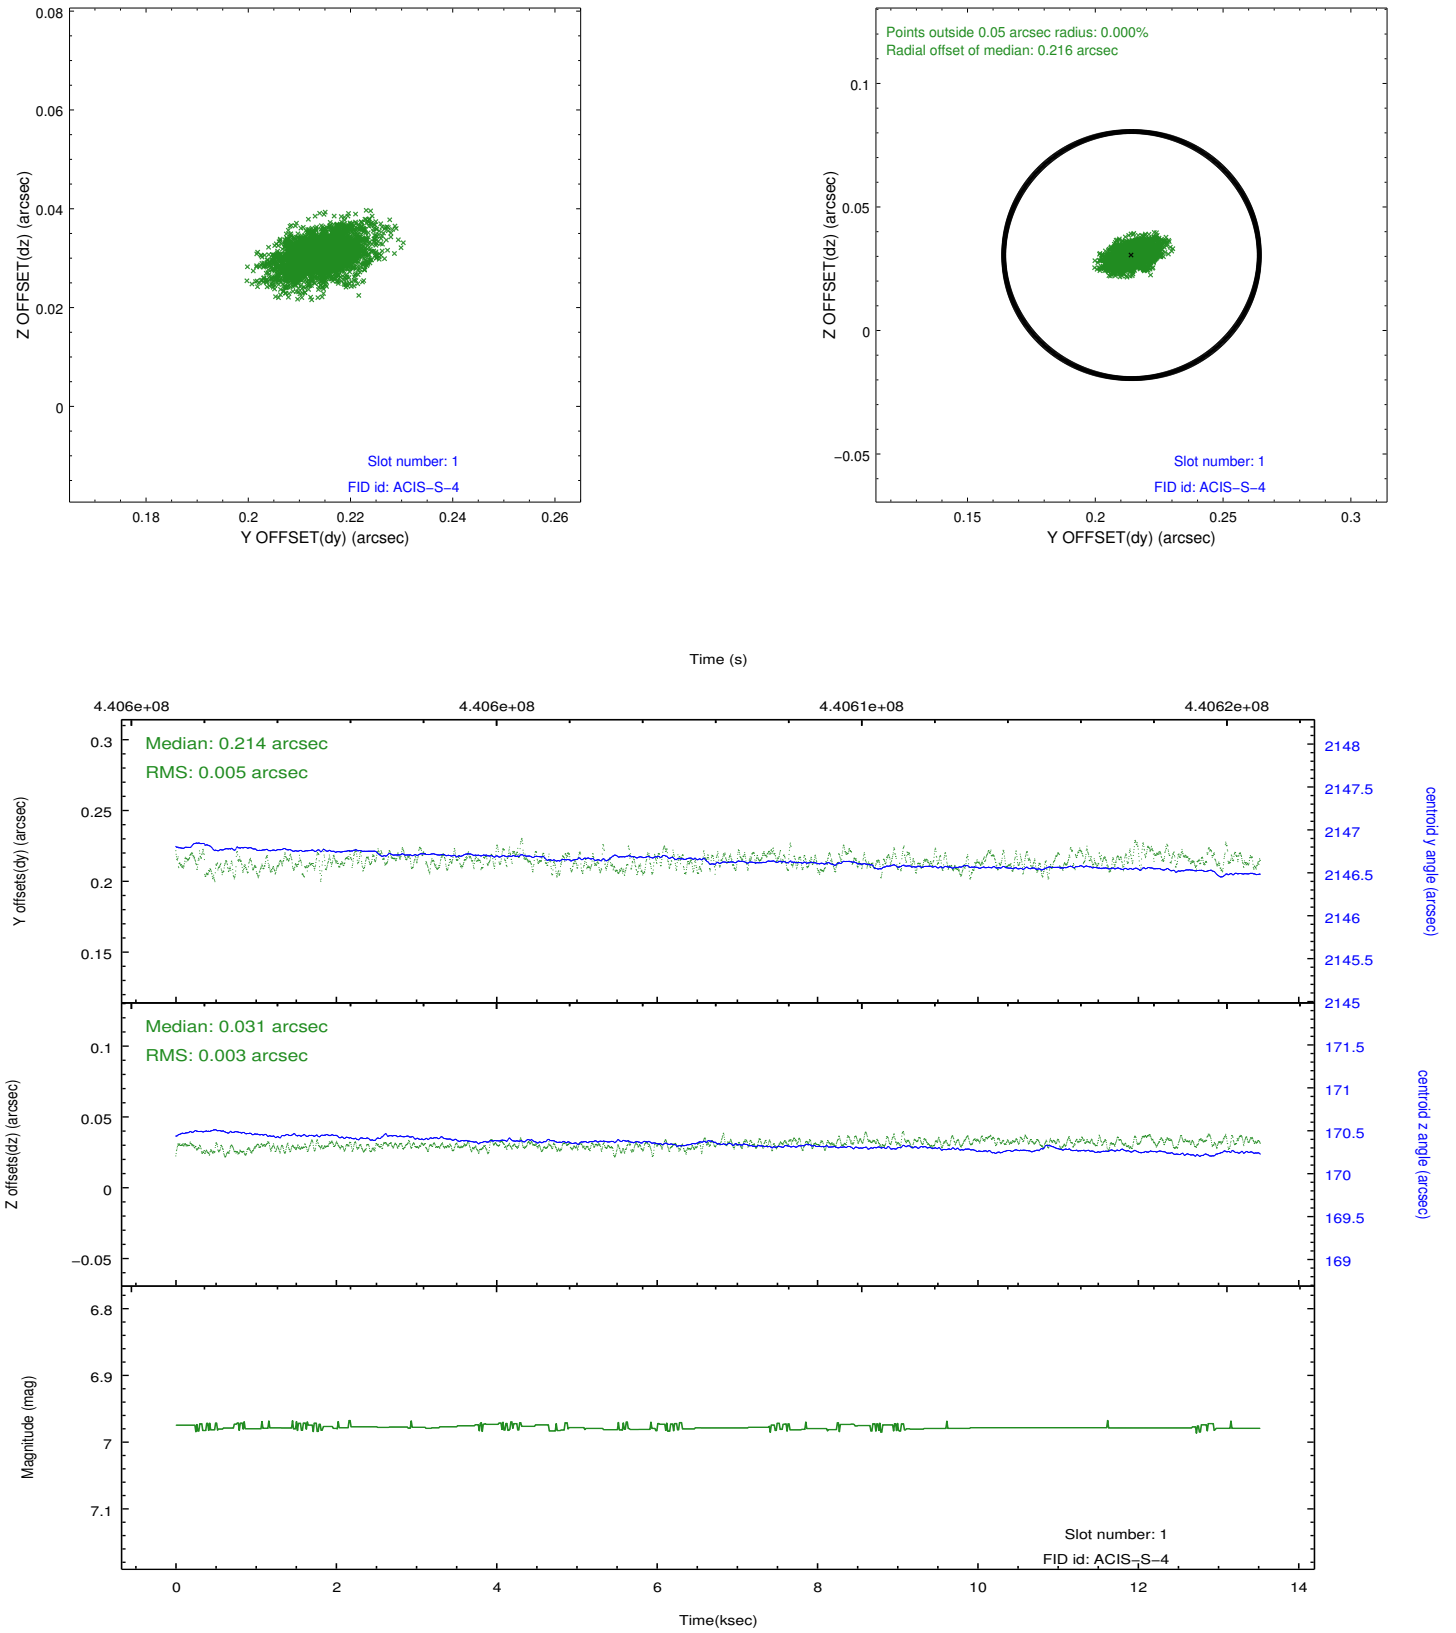 0.08
0.06
0.04
0.02
0
Z OFFSET(dz) (arcsec)
Slot number: 1
FID id: ACIS−S−4
0.18 0.2 0.22 0.24 0.26
Y OFFSET(dy) (arcsec)
Points outside 0.05 arcsec radius: 0.000%
Radial offset of median: 0.216 arcsec
0.1
0.05
0
−0.05
Z OFFSET(dz) (arcsec)
Slot number: 1
FID id: ACIS−S−4
0.15 0.2 0.25 0.3
Y OFFSET(dy) (arcsec)
Time (s)
4.406e+08 4.406e+08 4.4061e+08 4.4062e+08
Median: 0.214 arcsec
RMS: 0.005 arcsec
0.3
0.25
0.2
0.15
Y offsets(dy) (arcsec)
2148
2147.5
2147
2146.5
2146
2145.5
2145
centroid y angle (arcsec)
Median: 0.031 arcsec
RMS: 0.003 arcsec
0.1
0.05
0
−0.05
Z offsets(dz) (arcsec)
171.5
171
170.5
170
169.5
169
centroid z angle (arcsec)
6.8
6.9
7
7.1
Magnitude (mag)
Slot number: 1
FID id: ACIS−S−4
0 2 4 6 8 10 12 14
Time(ksec)